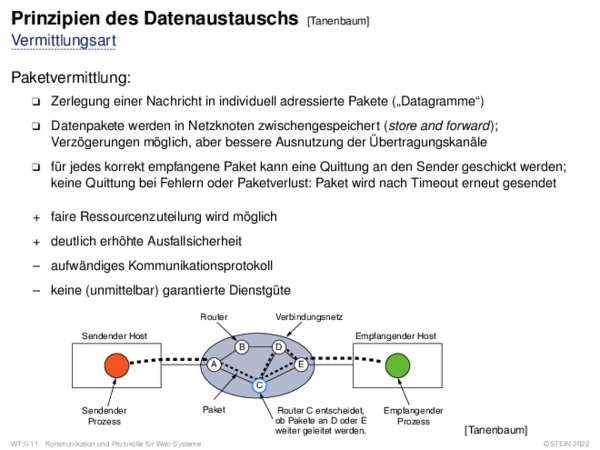 Prinzipien des Datenaustauschs [Tanenbaum]
Vermittlungsart
Paketvermittlung:
❑ Zerlegung einer Nachricht in individuell adressierte Pakete („Datagramme“)
❑ Datenpakete werden in Netzknoten zwischengespeichert (store and forward);
Verzögerungen möglich, aber bessere Ausnutzung der Übertragungskanäle
❑ für jedes korrekt empfangene Paket kann eine Quittung an den Sender geschickt werden;
keine Quittung bei Fehlern oder Paketverlust: Paket wird nach Timeout erneut gesendet
+ faire Ressourcenzuteilung wird möglich
+ deutlich erhöhte Ausfallsicherheit
– aufwändiges Kommunikationsprotokoll
– keine (unmittelbar) garantierte Dienstgüte
Router Verbindungsnetz
Sendender Host Empfangender Host
B D
A E
C
Sendender
Prozess
Paket
Router C entscheidet,
ob Pakete an D oder E
weiter geleitet werden.
Empfangender
Prozess
[Tanenbaum]
WT:II-11 Kommunikation und Protokolle für Web-Systeme ©STEIN 2022